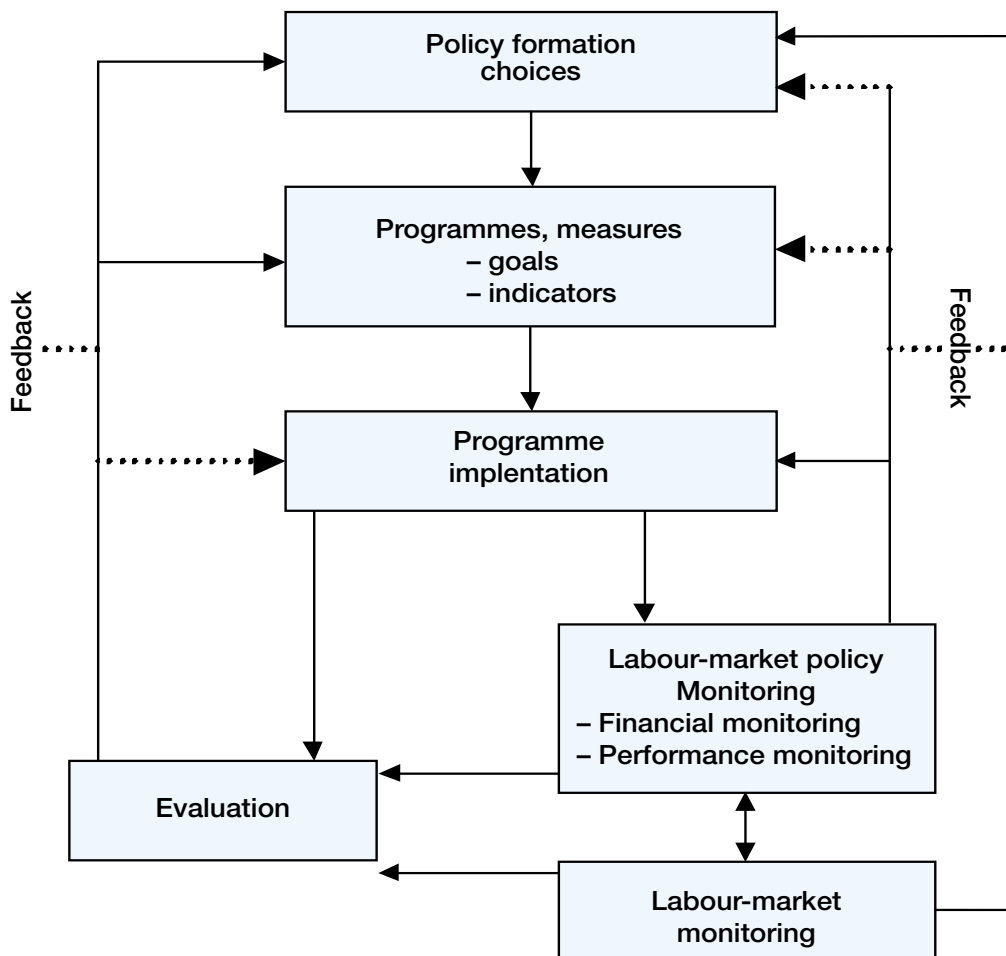 Policy formation
choices
Programmes, measures
– goals
– indicators
Feedback
Feedback
Programme
implentation
Labour-market policy
Monitoring
– Financial monitoring
– Performance monitoring
Evaluation
Labour-market
monitoring